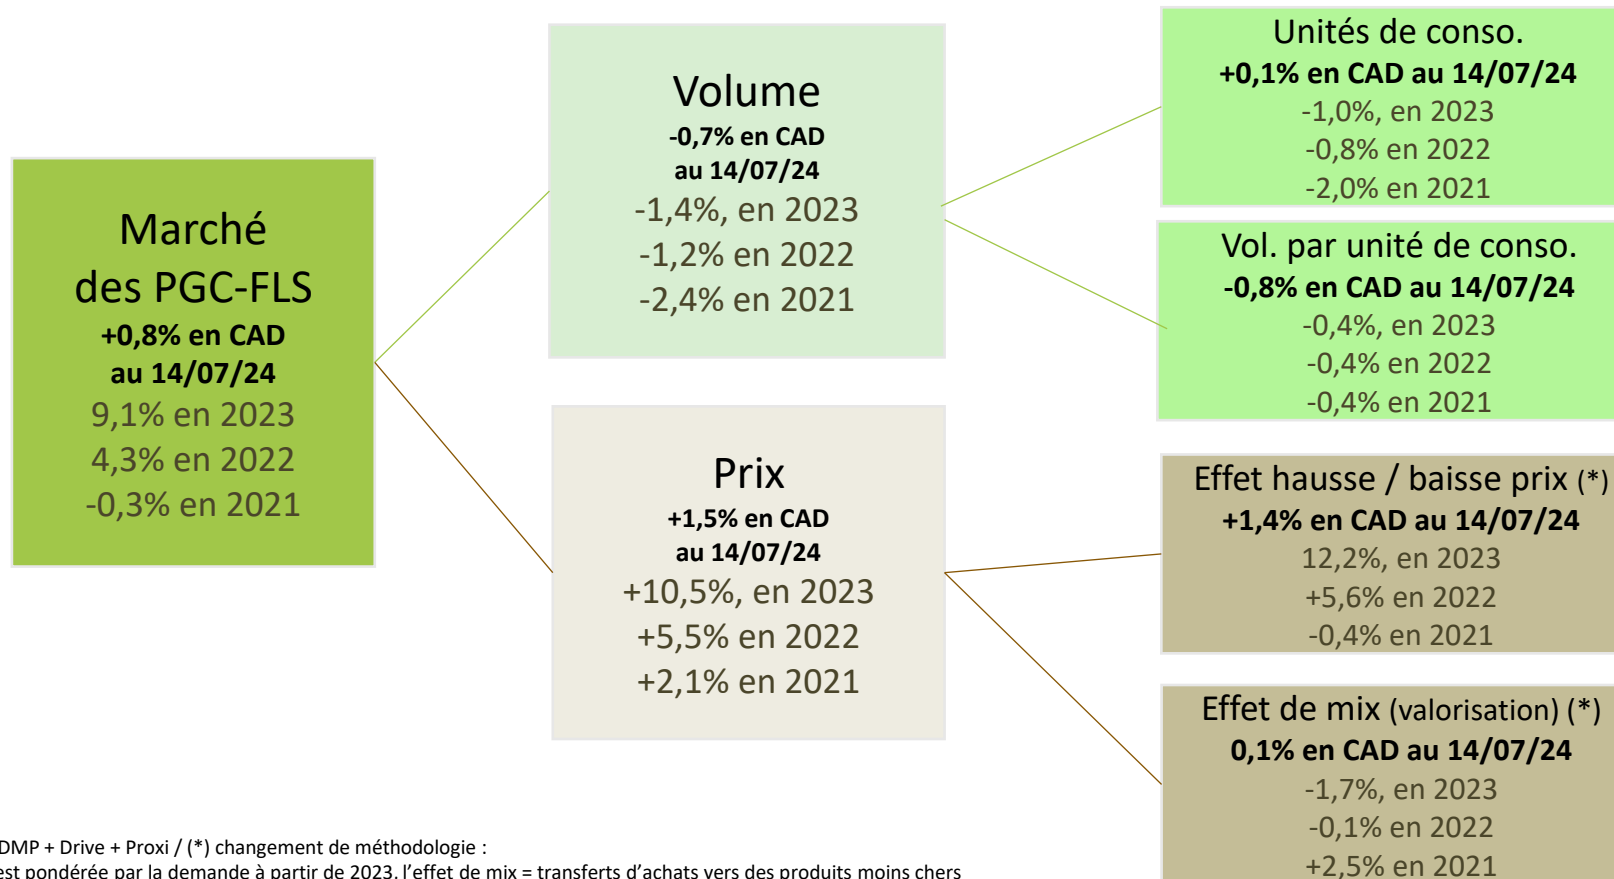 Marché
des PGC-FLS
+0,8% en CAD
au 14/07/24
9,1% en 2023
4,3% en 2022
-0,3% en 2021
Volume
-0,7% en CAD
au 14/07/24
-1,4%, en 2023
-1,2% en 2022
-2,4% en 2021
Prix
+1,5% en CAD
au 14/07/24
+10,5%, en 2023
+5,5% en 2022
+2,1% en 2021
Unités de conso.
+0,1% en CAD au 14/07/24
-1,0%, en 2023
-0,8% en 2022
-2,0% en 2021
Vol. par unité de conso.
-0,8% en CAD au 14/07/24
-0,4%, en 2023
-0,4% en 2022
-0,4% en 2021
Effet hausse / baisse prix (*)
+1,4% en CAD au 14/07/24
12,2%, en 2023
+5,6% en 2022
-0,4% en 2021
Effet de mix (valorisation) (*)
0,1% en CAD au 14/07/24
-1,7%, en 2023
-0,1% en 2022
+2,5% en 2021
DMP + Drive + Proxi / (*) changement de méthodologie :
est pondérée par la demande à partir de 2023, l'effet de mix = transferts d'achats vers des produits moins chers